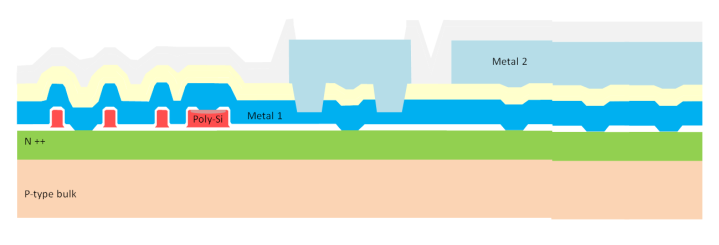 Metal 2
Poly-Si
Metal 1
N ++
P-type bulk